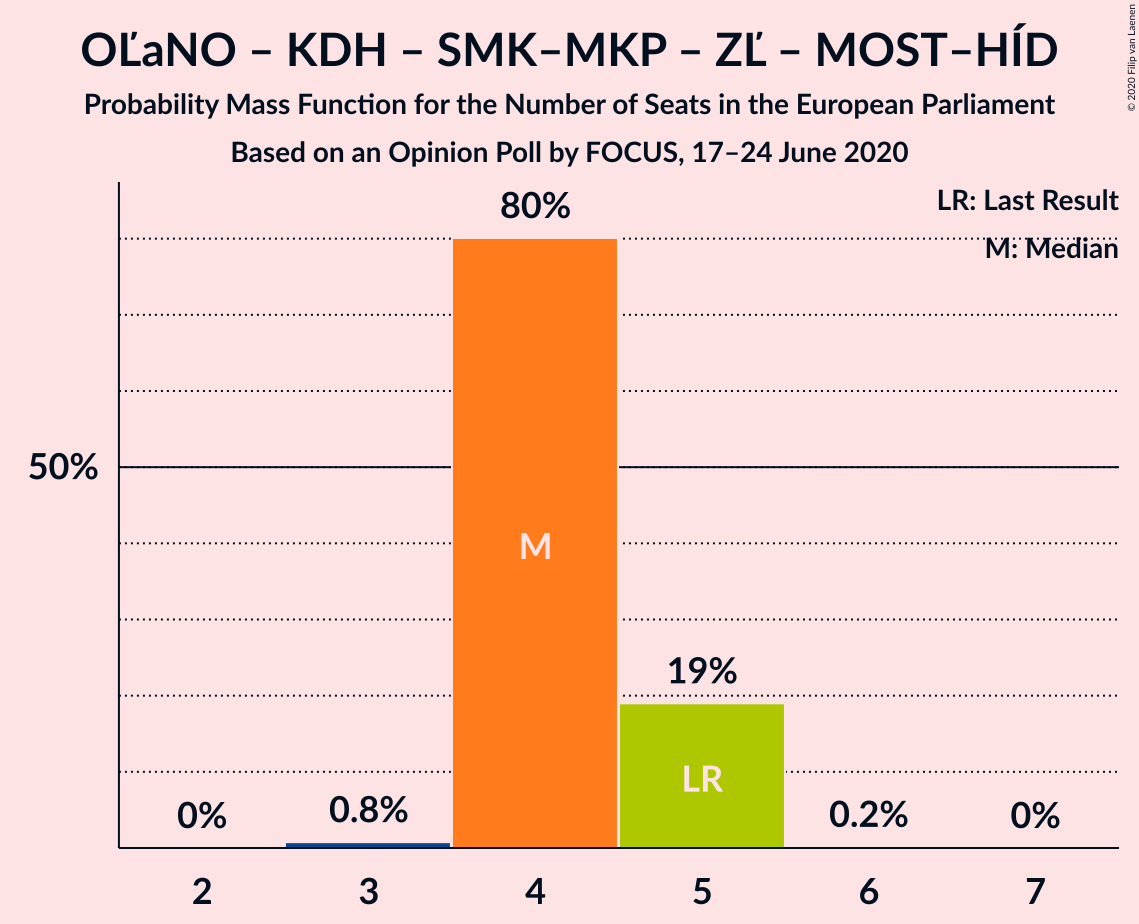 OĽaNO – KDH – SMK–MKP – ZĽ – MOST–HÍD
Probability Mass Function for the Number of Seats in the European Parliament
Based on an Opinion Poll by FOCUS, 17–24 June 2020
© 2020 Filip van Laenen
LR: Last Result
M: Median
80%
50%
M
19%
LR
0%
0.8%
0.2%
0%
2
3
4
5
6
7